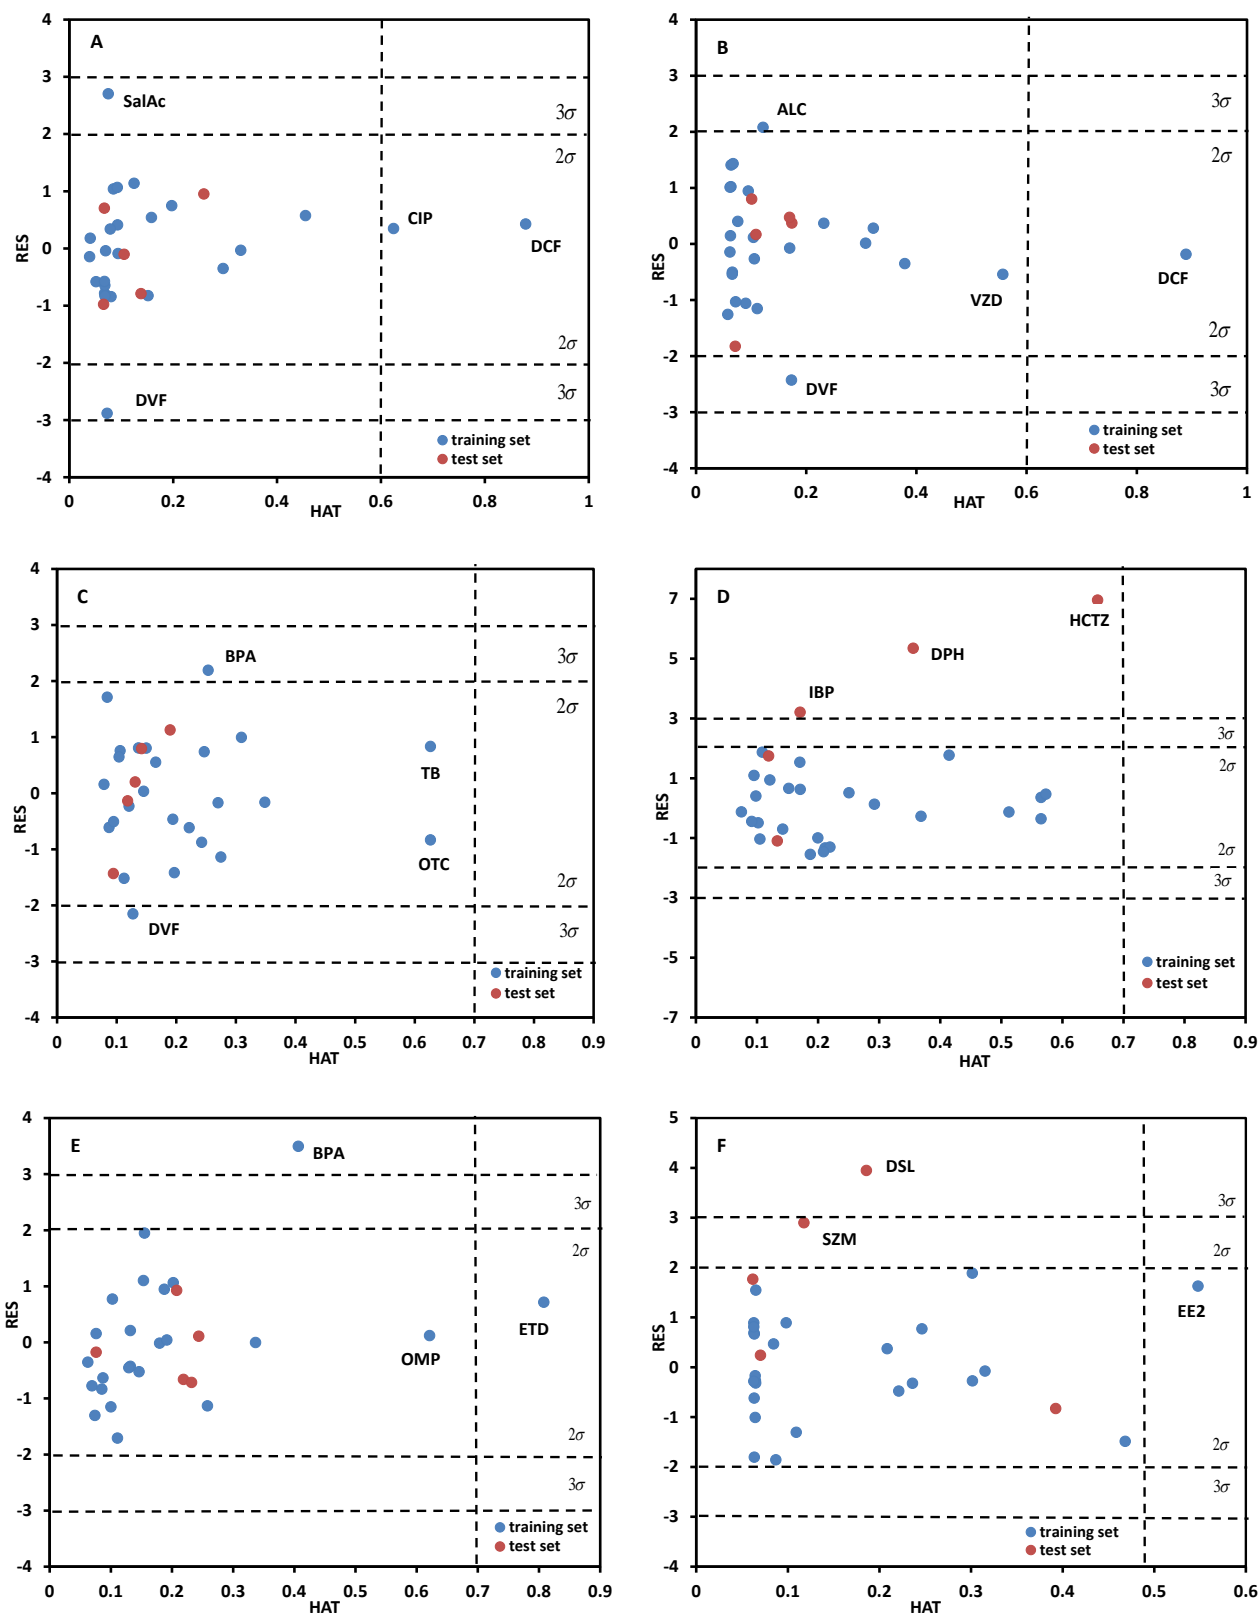 A
4
3
2
1
0
-1
-2
-3
-4
RES
SalAc
3σ
2σ
CIP
DCF
2σ
DVF
3σ
training set
test set
0 0.2 0.4 0.6 0.8 1
HAT
B
4
3
2
1
0
-1
-2
-3
-4
RES
ALC
3σ
2σ
VZD
DCF
2σ
DVF
3σ
training set
test set
0 0.2 0.4 0.6 0.8 1
HAT
C
4
3
2
1
0
-1
-2
-3
-4
RES
BPA
3σ
2σ
TB
OTC
2σ
DVF
3σ
training set
test set
0 0.1 0.2 0.3 0.4 0.5 0.6 0.7 0.8 0.9
HAT
D
7
5
3
1
-1
-3
-5
-7
RES
HCTZ
DPH
IBP
3σ
2σ
2σ
3σ
training set
test set
0 0.1 0.2 0.3 0.4 0.5 0.6 0.7 0.8 0.9
HAT
E
4
3
2
1
0
-1
-2
-3
-4
RES
BPA
3σ
2σ
ETD
OMP
2σ
3σ
training set
test set
0 0.1 0.2 0.3 0.4 0.5 0.6 0.7 0.8 0.9
HAT
F
5
4
3
2
1
0
-1
-2
-3
-4
RES
DSL
3σ
SZM
2σ
EE2
2σ
3σ
training set
test set
0 0.1 0.2 0.3 0.4 0.5 0.6
HAT